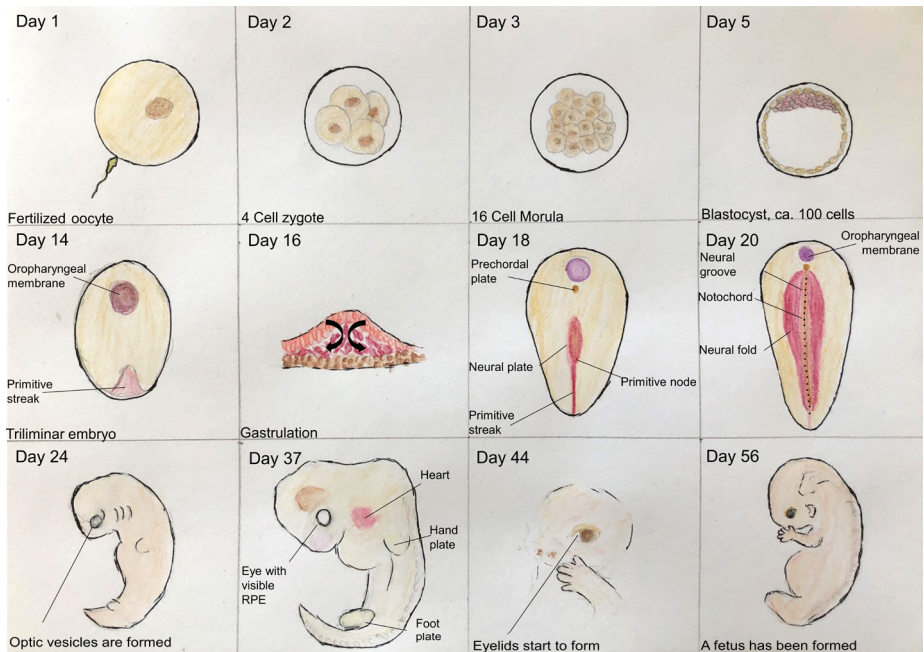 Day 1
Fertilized oocyte
Day 2
4 Cell zygote
Day 3
16 Cell Morula
Day 5
Blastocyst, ca. 100 cells
Day 14
Oropharyngeal
membrane
Primitive
streak
Triliminar embryo
Day 16
Gastrulation
Day 18
Prechordal
plate
Neural plate
Primitive node
Primitive
streak
Day 20
Oropharyngeal
membrane
Neural
groove
Notochord
Neural fold
Day 24
Optic vesicles are formed
Day 37
Heart
Hand
plate
Eye with
visible
RPE
Foot
plate
Day 44
Eyelids start to form
Day 56
A fetus has been formed